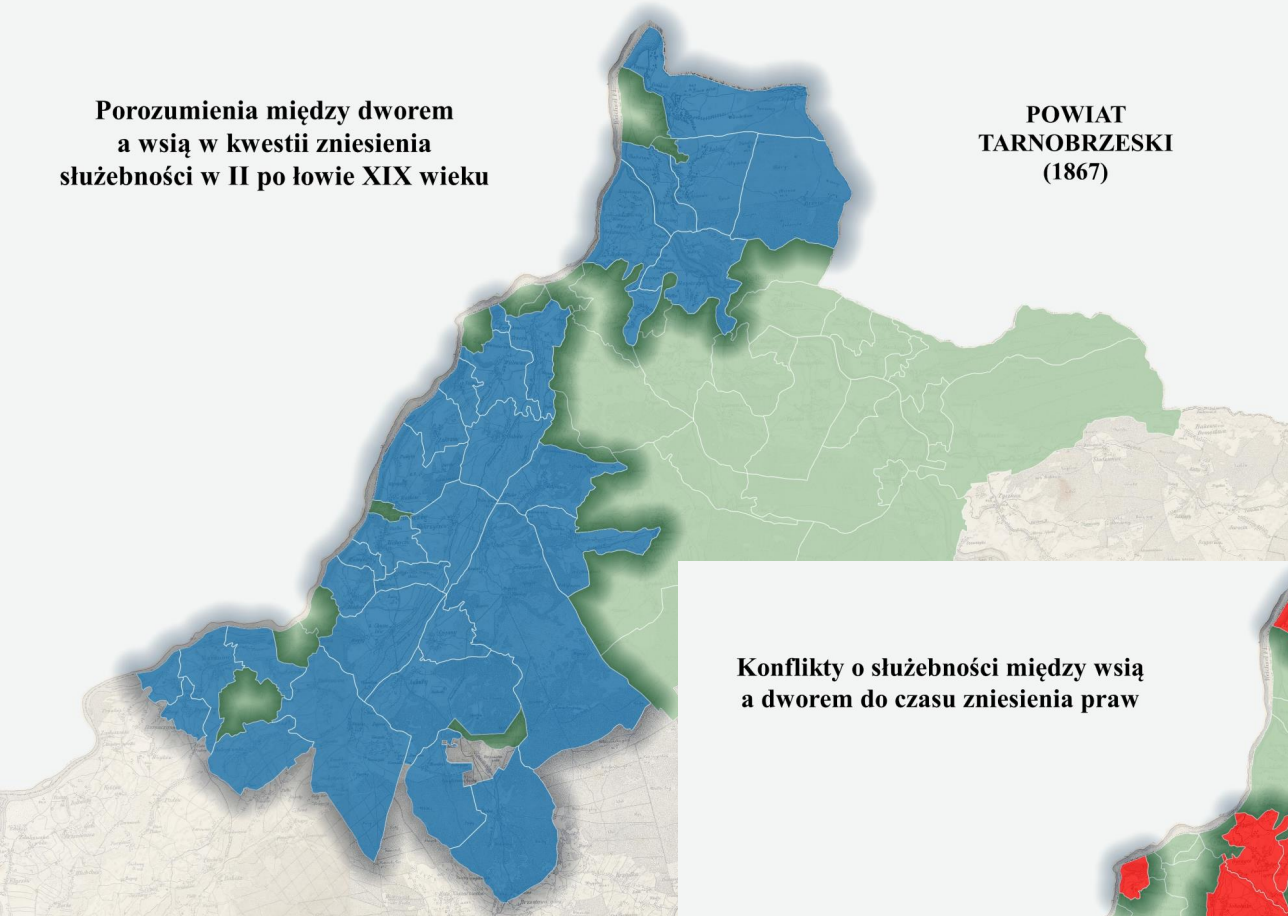 Porozumienia między dworem
a wsią w kwestii zniesienia
służebności w II po łowie XIX wieku
POWIAT
TARNOBRZESKI
(1867)
Konflikty o służebności między wsią
a dworem do czasu zniesienia praw